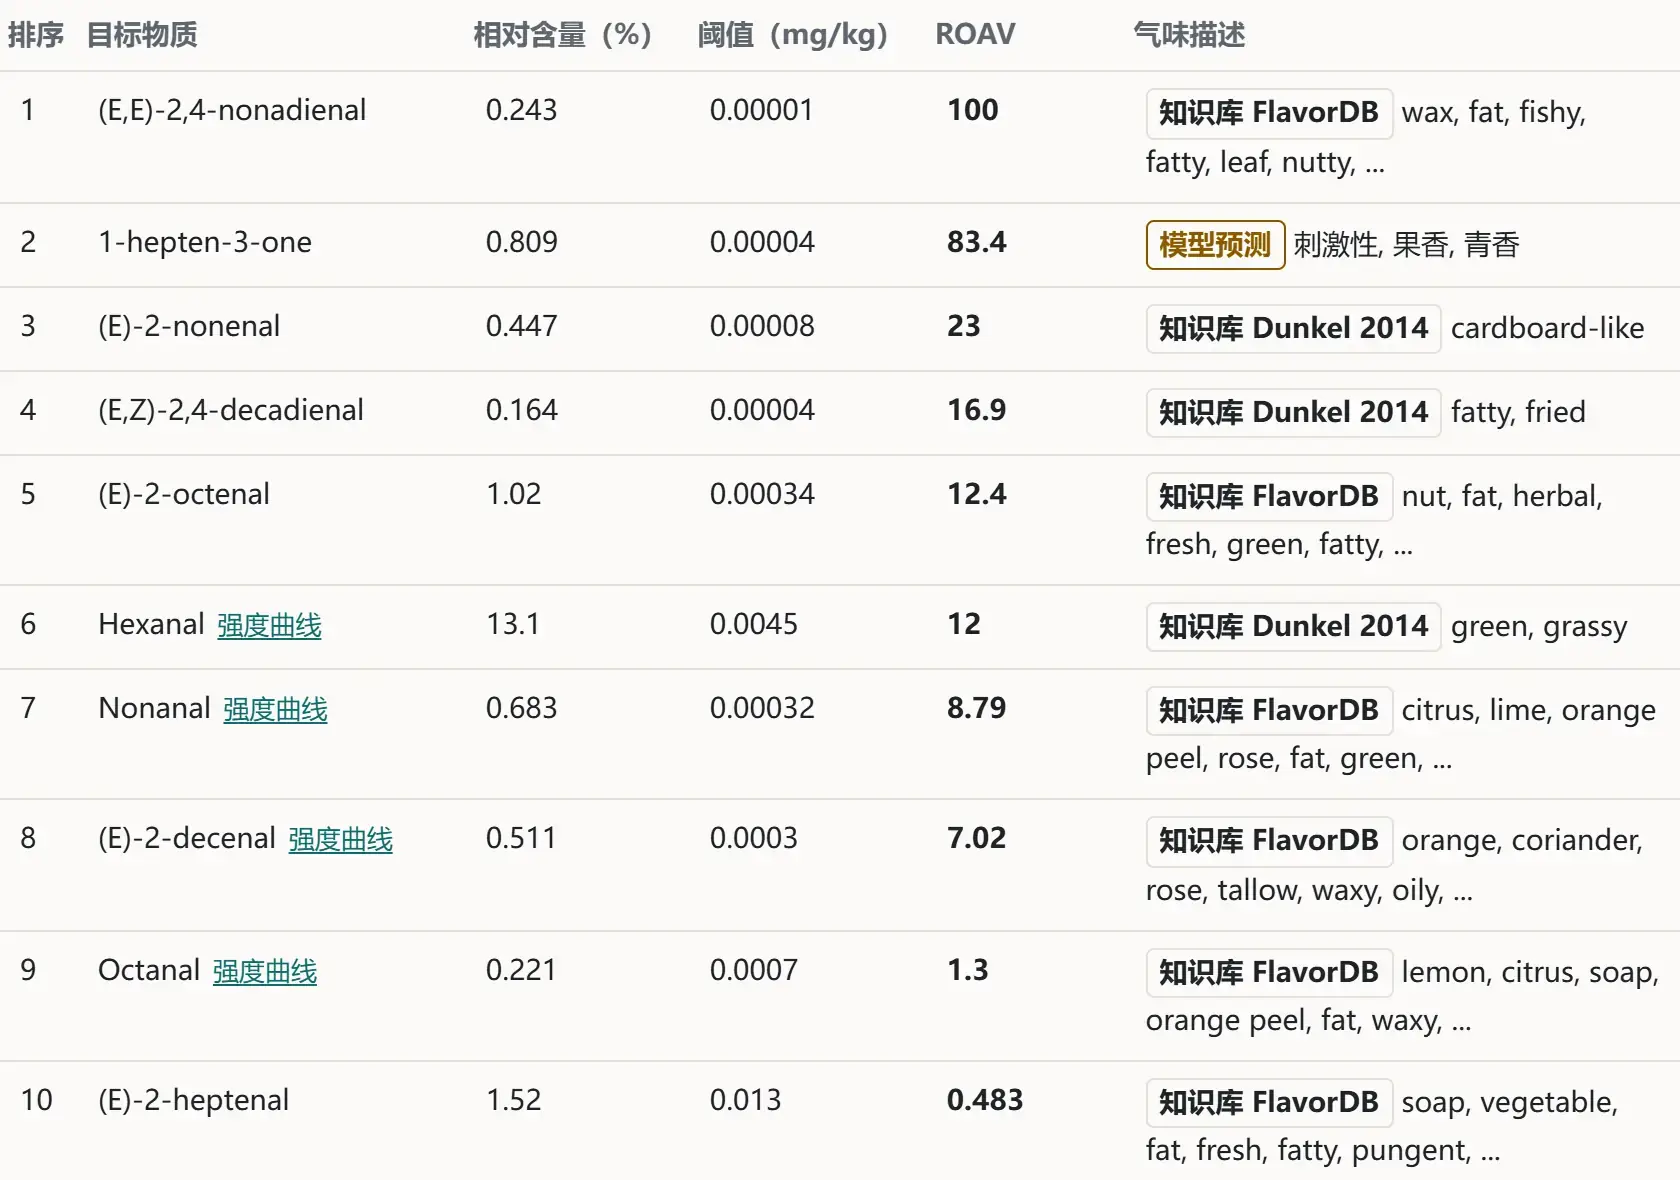 排序 目标物质 相对含量（%） 阈值（mg/kg） ROAV 气味描述
1 (E,E)-2,4-nonadienal 0.243 0.00001 100 知识库 FlavorDB wax, fat, fishy,
fatty, leaf, nutty, ...
2 1-hepten-3-one 0.809 0.00004 83.4 模型预测 刺激性, 果香, 青香
3 (E)-2-nonenal 0.447 0.00008 23 知识库 Dunkel 2014 cardboard-like
4 (E,Z)-2,4-decadienal 0.164 0.00004 16.9 知识库 Dunkel 2014 fatty, fried
5 (E)-2-octenal 1.02 0.00034 12.4 知识库 FlavorDB nut, fat, herbal,
fresh, green, fatty, ...
6 Hexanal 强度曲线 13.1 0.0045 12 知识库 Dunkel 2014 green, grassy
7 Nonanal 强度曲线 0.683 0.00032 8.79 知识库 FlavorDB citrus, lime, orange
peel, rose, fat, green, ...
8 (E)-2-decenal 强度曲线 0.511 0.0003 7.02 知识库 FlavorDB orange, coriander,
rose, tallow, waxy, oily, ...
9 Octanal 强度曲线 0.221 0.0007 1.3 知识库 FlavorDB lemon, citrus, soap,
orange peel, fat, waxy, ...
10 (E)-2-heptenal 1.52 0.013 0.483 知识库 FlavorDB soap, vegetable,
fat, fresh, fatty, pungent, ...